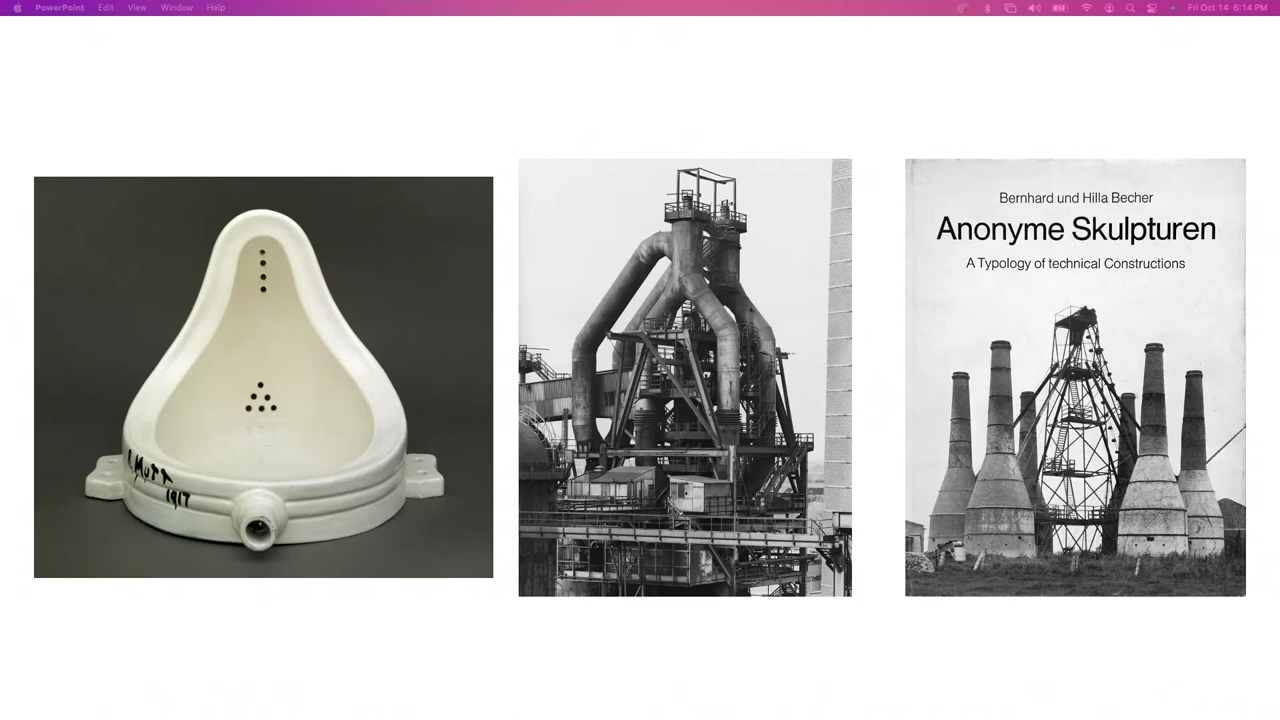 PowerPoint Edit View Window Help
Fri Oct 14 6:14 PM
R. MUTT
1917
Bernhard und Hilla Becher
Anonyme Skulpturen
A Typology of technical Constructions